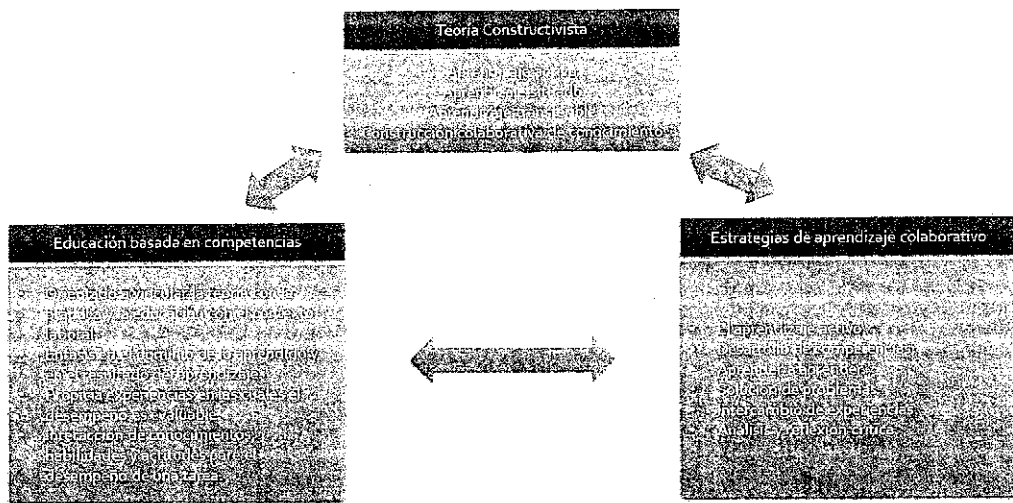 Teoría Constructivista
Aprendizaje
Aprendizaje situado
Aprendizaje
Construcción colaborativa de conocimientos
Educación basada en competencias
Orientado a vincular la teoría con la
práctica y la educación con el contexto
laboral
Énfasis en el dominio de lo aprendido y
en el resultado del aprendizaje
Propicia experiencias en las cuales el
desempeño es evaluable
Interacción de conocimientos
habilidades y actitudes para el
desempeño de una tarea
Estrategias de aprendizaje colaborativo
El aprendizaje activo
Desarrollo de competencias
Aprender a aprender
Solución de problemas
Intercambio de experiencias
Análisis y reflexión crítica